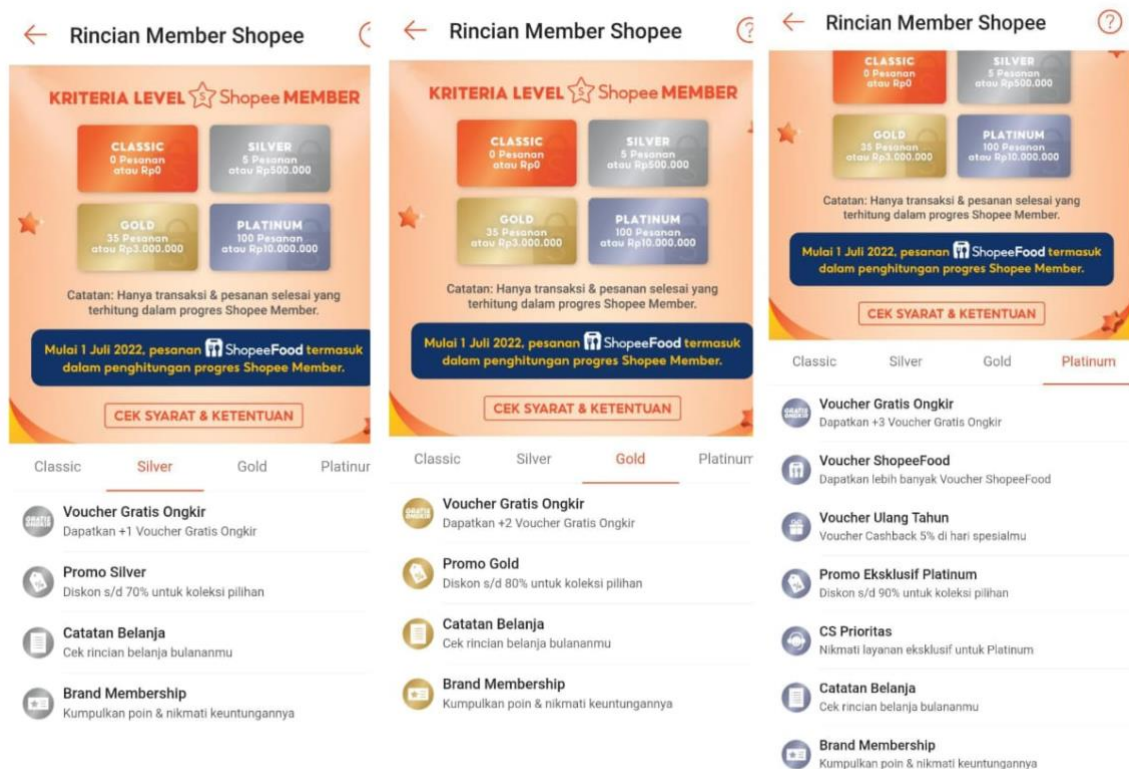 Rincian Member Shopee
KRITERIA LEVEL Shopee MEMBER
CLASSIC
0 Pesanan
atau Rp0
SILVER
5 Pesanan
atau Rp500.000
GOLD
35 Pesanan
atau Rp3.000.000
PLATINUM
100 Pesanan
atau Rp10.000.000
Catatan: Hanya transaksi & pesanan selesai yang
terhitung dalam progres Shopee Member.
Mulai 1 Juli 2022, pesanan ShopeeFood termasuk
dalam penghitungan progres Shopee Member.
CEK SYARAT & KETENTUAN
Classic Silver Gold Platinum
GRATIS ONGKIR
Voucher Gratis Ongkir
Dapatkan +1 Voucher Gratis Ongkir
Promo Silver
Diskon s/d 70% untuk koleksi pilihan
Catatan Belanja
Cek rincian belanja bulananmu
Brand Membership
Kumpulkan poin & nikmati keuntungannya
Rincian Member Shopee
?
KRITERIA LEVEL Shopee MEMBER
CLASSIC
0 Pesanan
atau Rp0
SILVER
5 Pesanan
atau Rp500.000
GOLD
35 Pesanan
atau Rp3.000.000
PLATINUM
100 Pesanan
atau Rp10.000.000
Catatan: Hanya transaksi & pesanan selesai yang
terhitung dalam progres Shopee Member.
Mulai 1 Juli 2022, pesanan ShopeeFood termasuk
dalam penghitungan progres Shopee Member.
CEK SYARAT & KETENTUAN
Classic Silver Gold Platinum
GRATIS ONGKIR
Voucher Gratis Ongkir
Dapatkan +2 Voucher Gratis Ongkir
Promo Gold
Diskon s/d 80% untuk koleksi pilihan
Catatan Belanja
Cek rincian belanja bulananmu
Brand Membership
Kumpulkan poin & nikmati keuntungannya
Rincian Member Shopee
?
CLASSIC
0 Pesanan
atau Rp0
SILVER
5 Pesanan
atau Rp500.000
GOLD
35 Pesanan
atau Rp3.000.000
PLATINUM
100 Pesanan
atau Rp10.000.000
Catatan: Hanya transaksi & pesanan selesai yang
terhitung dalam progres Shopee Member.
Mulai 1 Juli 2022, pesanan ShopeeFood termasuk
dalam penghitungan progres Shopee Member.
CEK SYARAT & KETENTUAN
Classic Silver Gold Platinum
GRATIS ONGKIR
Voucher Gratis Ongkir
Dapatkan +3 Voucher Gratis Ongkir
Voucher ShopeeFood
Dapatkan lebih banyak Voucher ShopeeFood
Voucher Ulang Tahun
Voucher Cashback 5% di hari spesialmu
Promo Eksklusif Platinum
Diskon s/d 90% untuk koleksi pilihan
CS Prioritas
Nikmati layanan eksklusif untuk Platinum
Catatan Belanja
Cek rincian belanja bulananmu
Brand Membership
Kumpulkan poin & nikmati keuntungannya